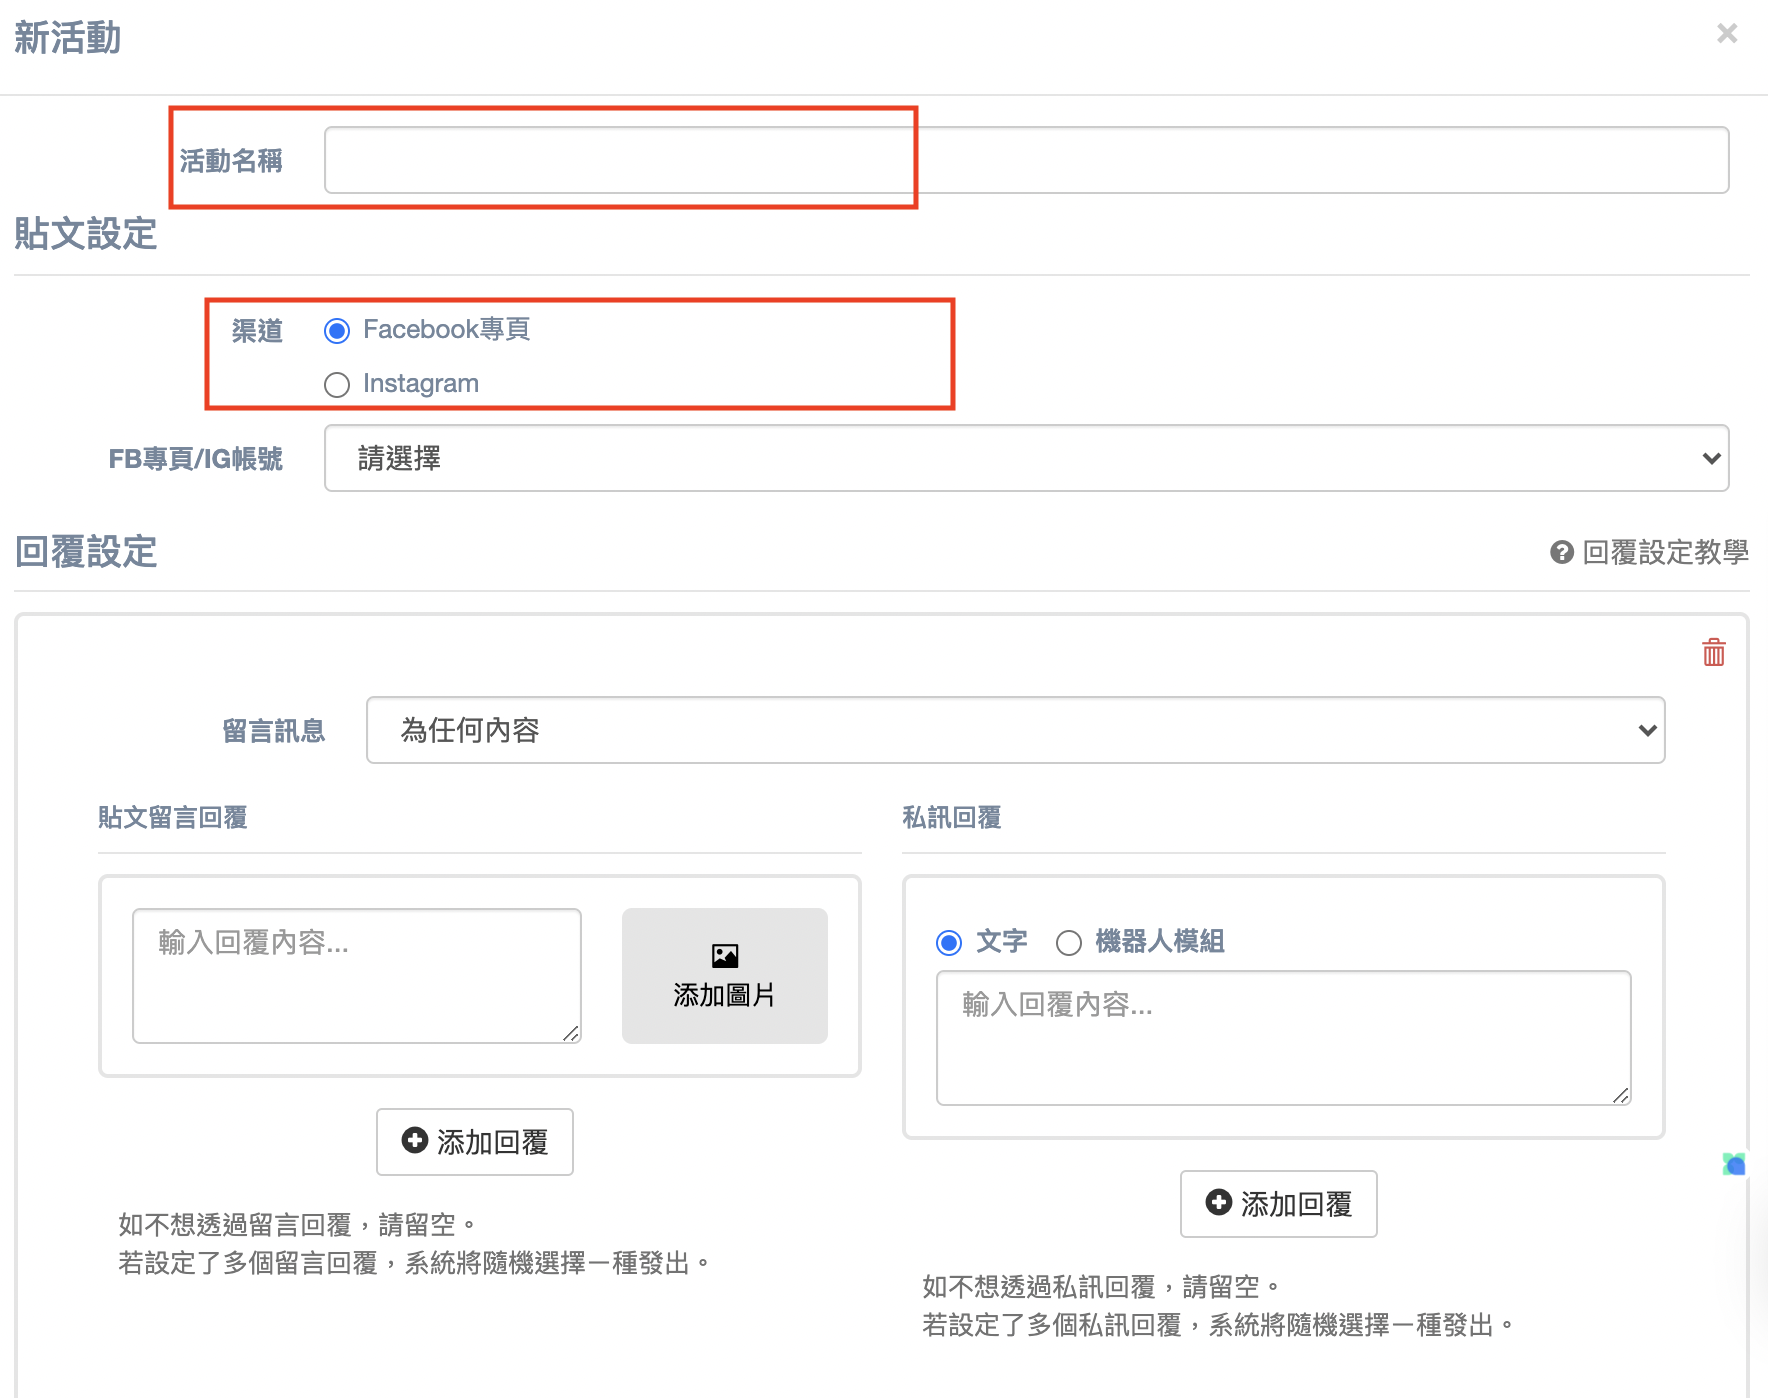 新活動
活動名稱
貼文設定
渠道
Facebook專頁
Instagram
FB專頁/IG帳號
請選擇
回覆設定
回覆設定教學
留言訊息
為任何內容
貼文留言回覆
輸入回覆內容...
添加圖片
添加回覆
如不想透過留言回覆，請留空。
若設定了多個留言回覆，系統將隨機選擇一種發出。
私訊回覆
文字
機器人模組
輸入回覆內容...
添加回覆
如不想透過私訊回覆，請留空。
若設定了多個私訊回覆，系統將隨機選擇一種發出。